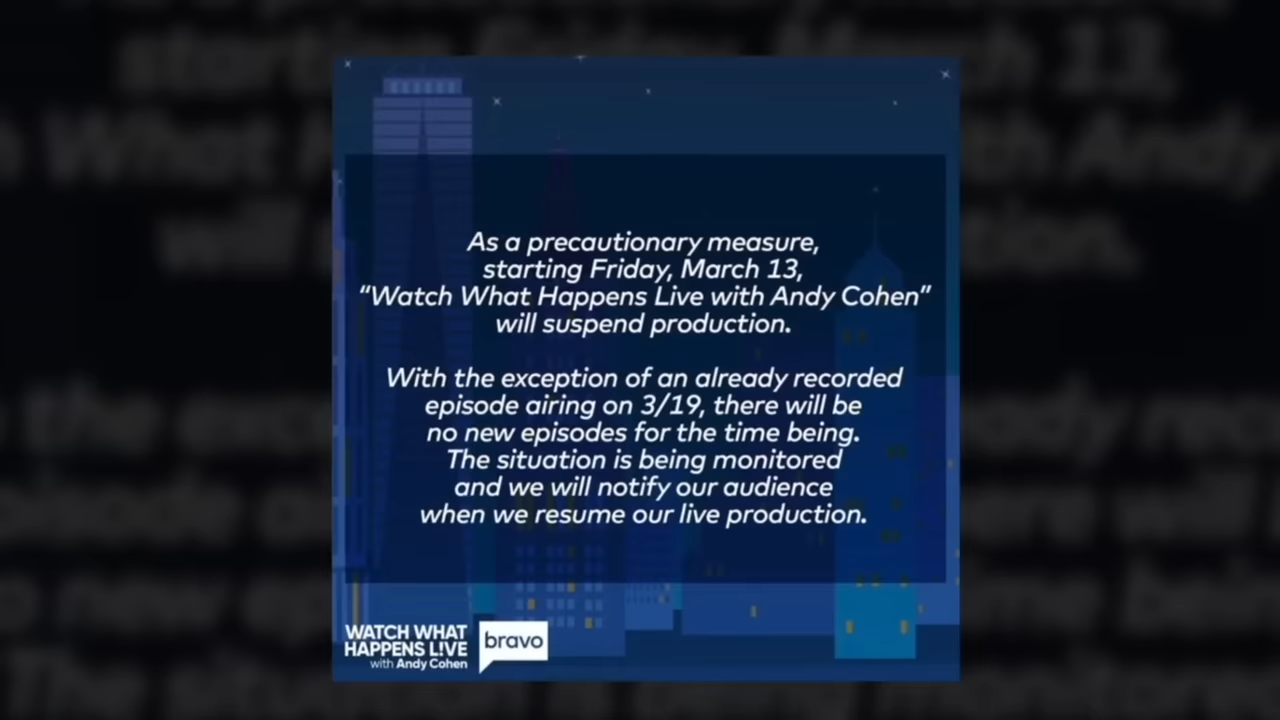 As a precautionary measure,
starting Friday, March 13,
“Watch What Happens Live with Andy Cohen”
will suspend production.
With the exception of an already recorded
episode airing on 3/19, there will be
no new episodes for the time being.
The situation is being monitored
and we will notify our audience
when we resume our live production.
WATCH WHAT
HAPPENS L!VE
with Andy Cohen
bravo